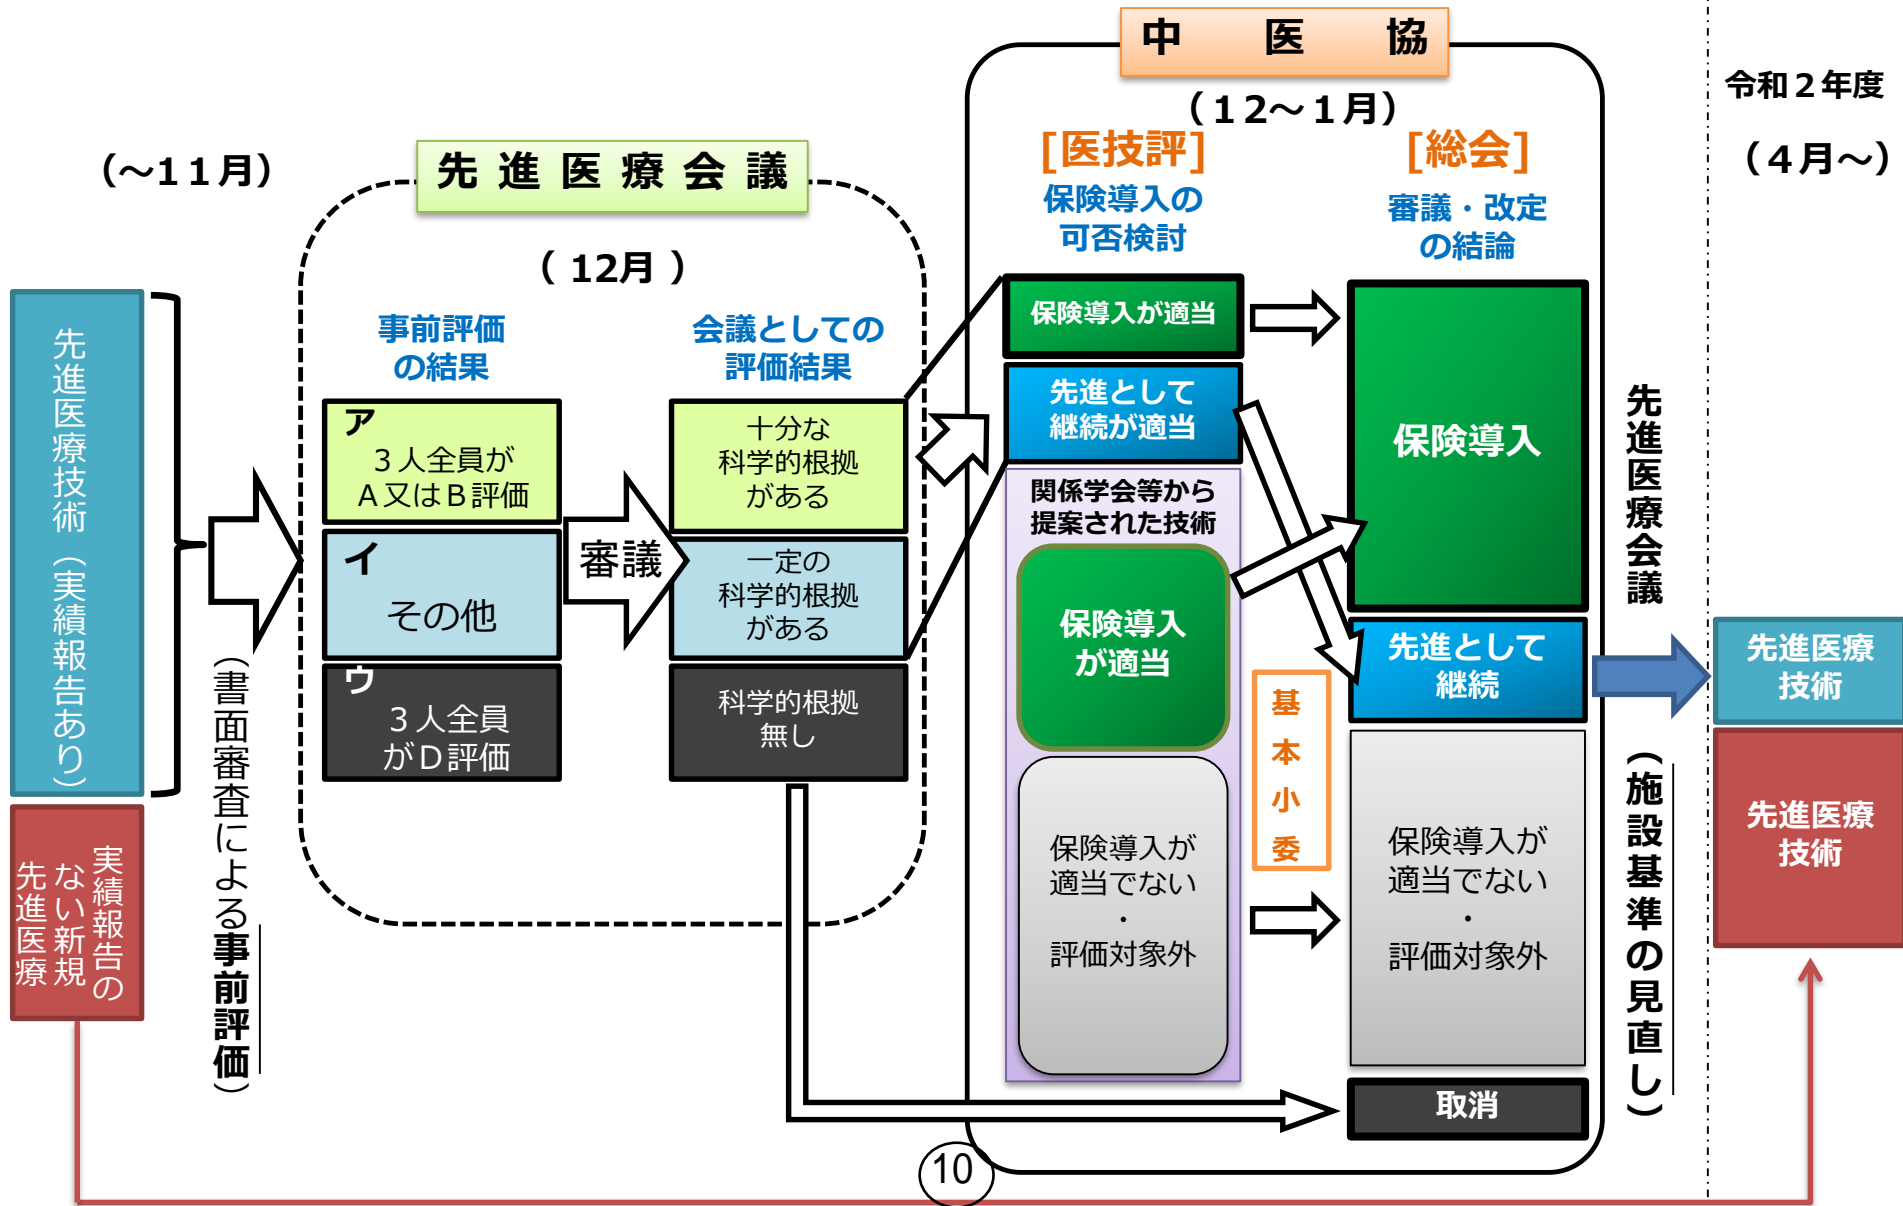 （～１１月）
先進医療技術（実績報告あり）
実績報告の
ない新規
先進医療
（書面審査による事前評価）
先進医療会議
（ 12月 ）
事前評価
の結果
ア
３人全員が
Ａ又はＢ評価
イ
その他
ウ
３人全員
がＤ評価
審議
会議としての
評価結果
十分な
科学的根拠
がある
一定の
科学的根拠
がある
科学的根拠
無し
中医協
（１２～１月）
[医技評]
保険導入の
可否検討
保険導入が適当
先進として
継続が適当
関係学会等から
提案された技術
保険導入
が適当
保険導入が
適当でない
・
評価対象外
基本小委
[総会]
審議・改定
の結論
保険導入
先進として
継続
保険導入が
適当でない
・
評価対象外
取消
先進医療会議
（施設基準の見直し）
令和２年度
（４月～）
先進医療
技術
先進医療
技術
10